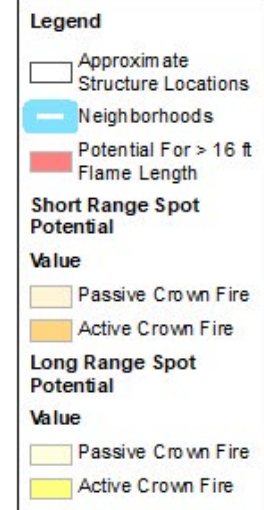 Legend
Approximate
Structure Locations
Neighborhoods
Potential For > 16 ft
Flame Length
Short Range Spot
Potential
Value
Passive Crown Fire
Active Crown Fire
Long Range Spot
Potential
Value
Passive Crown Fire
Active Crown Fire